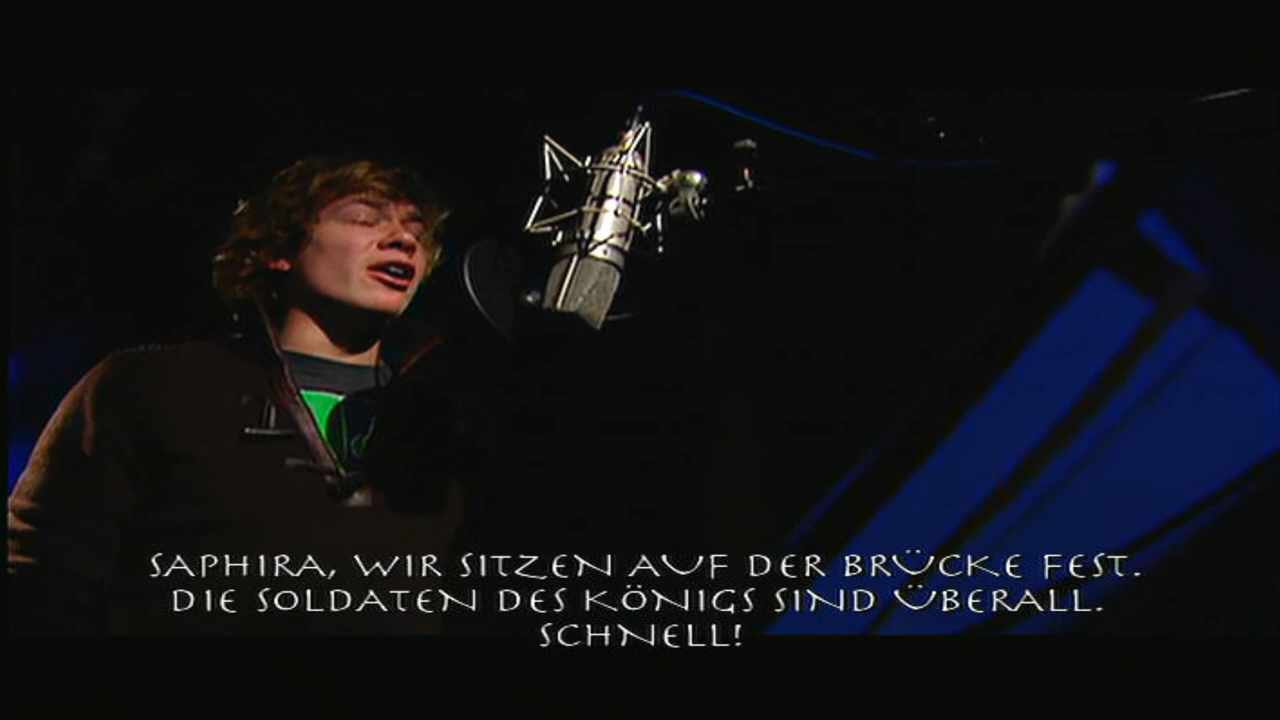 SAPHIRA, WIR SITZEN AUF DER BRÜCKE FEST.
DIE SOLDATEN DES KÖNIGS SIND ÜBERALL.
SCHNELL!